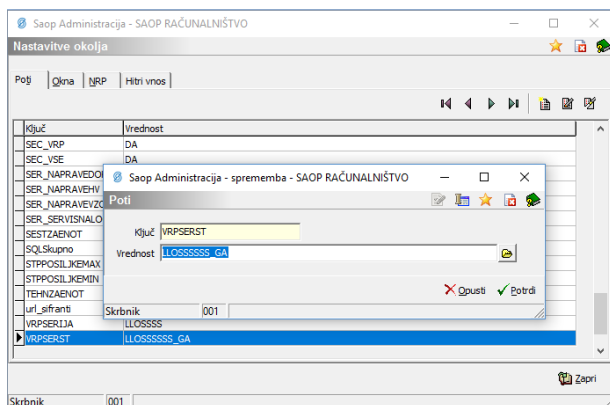 Saop Administracija - SAOP RAČUNALNIŠTVO
Nastavitve okolja
Poti Okna NRP Hitri vnos
Ključ Vrednost
SEC_VRP DA
SEC_VSE DA
SER_NAPRAVEDO
SER_NAPRAVEHV
SER_NAPRAVEVZO
SER_SERVISNALO
SESTZAENOT
SQLSkupno
STPPOSILJKEMAX
STPPOSILJKEMIN
TEHNZAENOT
url_sifranti
VRPSERIJA LLOSSSS
VRPSERST LLOSSSSSS_GA
Saop Administracija - sprememba - SAOP RAČUNALNIŠTVO
Poti
Ključ VRPSERST
Vrednost LLOSSSSSS_GA
Opusti Potrdi
Skrbnik 001
Zapri
Skrbnik 001